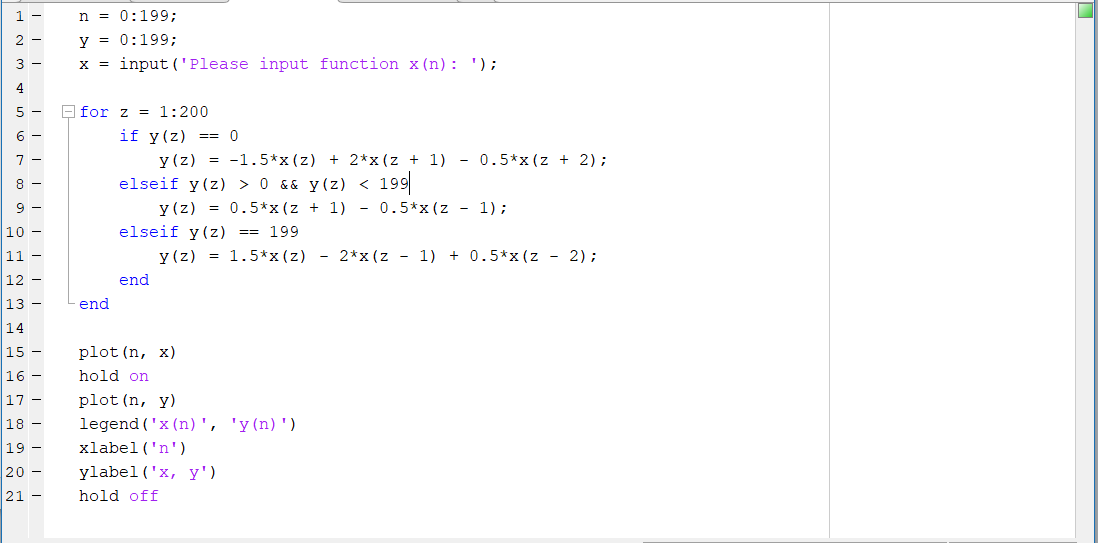 1 − n = 0:199;
2 − y = 0:199;
3 − x = input('Please input function x(n): ');
4
5 − for z = 1:200
6 − if y(z) == 0
7 − y(z) = -1.5*x(z) + 2*x(z + 1) - 0.5*x(z + 2);
8 − elseif y(z) > 0 && y(z) < 199
9 − y(z) = 0.5*x(z + 1) - 0.5*x(z - 1);
10 − elseif y(z) == 199
11 − y(z) = 1.5*x(z) - 2*x(z - 1) + 0.5*x(z - 2);
12 − end
13 − end
14
15 − plot(n, x)
16 − hold on
17 − plot(n, y)
18 − legend('x(n)', 'y(n)')
19 − xlabel('n')
20 − ylabel('x, y')
21 − hold off